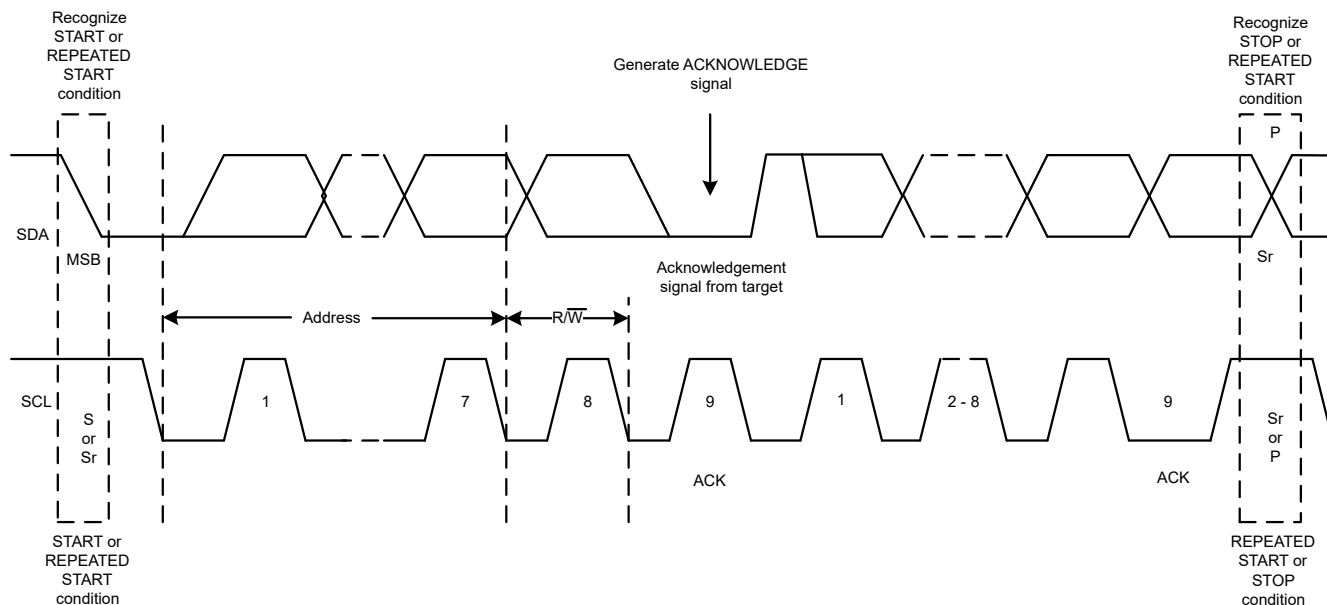 Recognize
START or
REPEATED
START
condition
Generate ACKNOWLEDGE
signal
Recognize
STOP or
REPEATED
START
condition
P
SDA
MSB
Acknowledgement
signal from target
Sr
Address
R/W̅
SCL
S
or
Sr
1
7
8
9
1
2 - 8
9
Sr
or
P
ACK
ACK
START or
REPEATED
START
condition
REPEATED
START or
STOP
condition